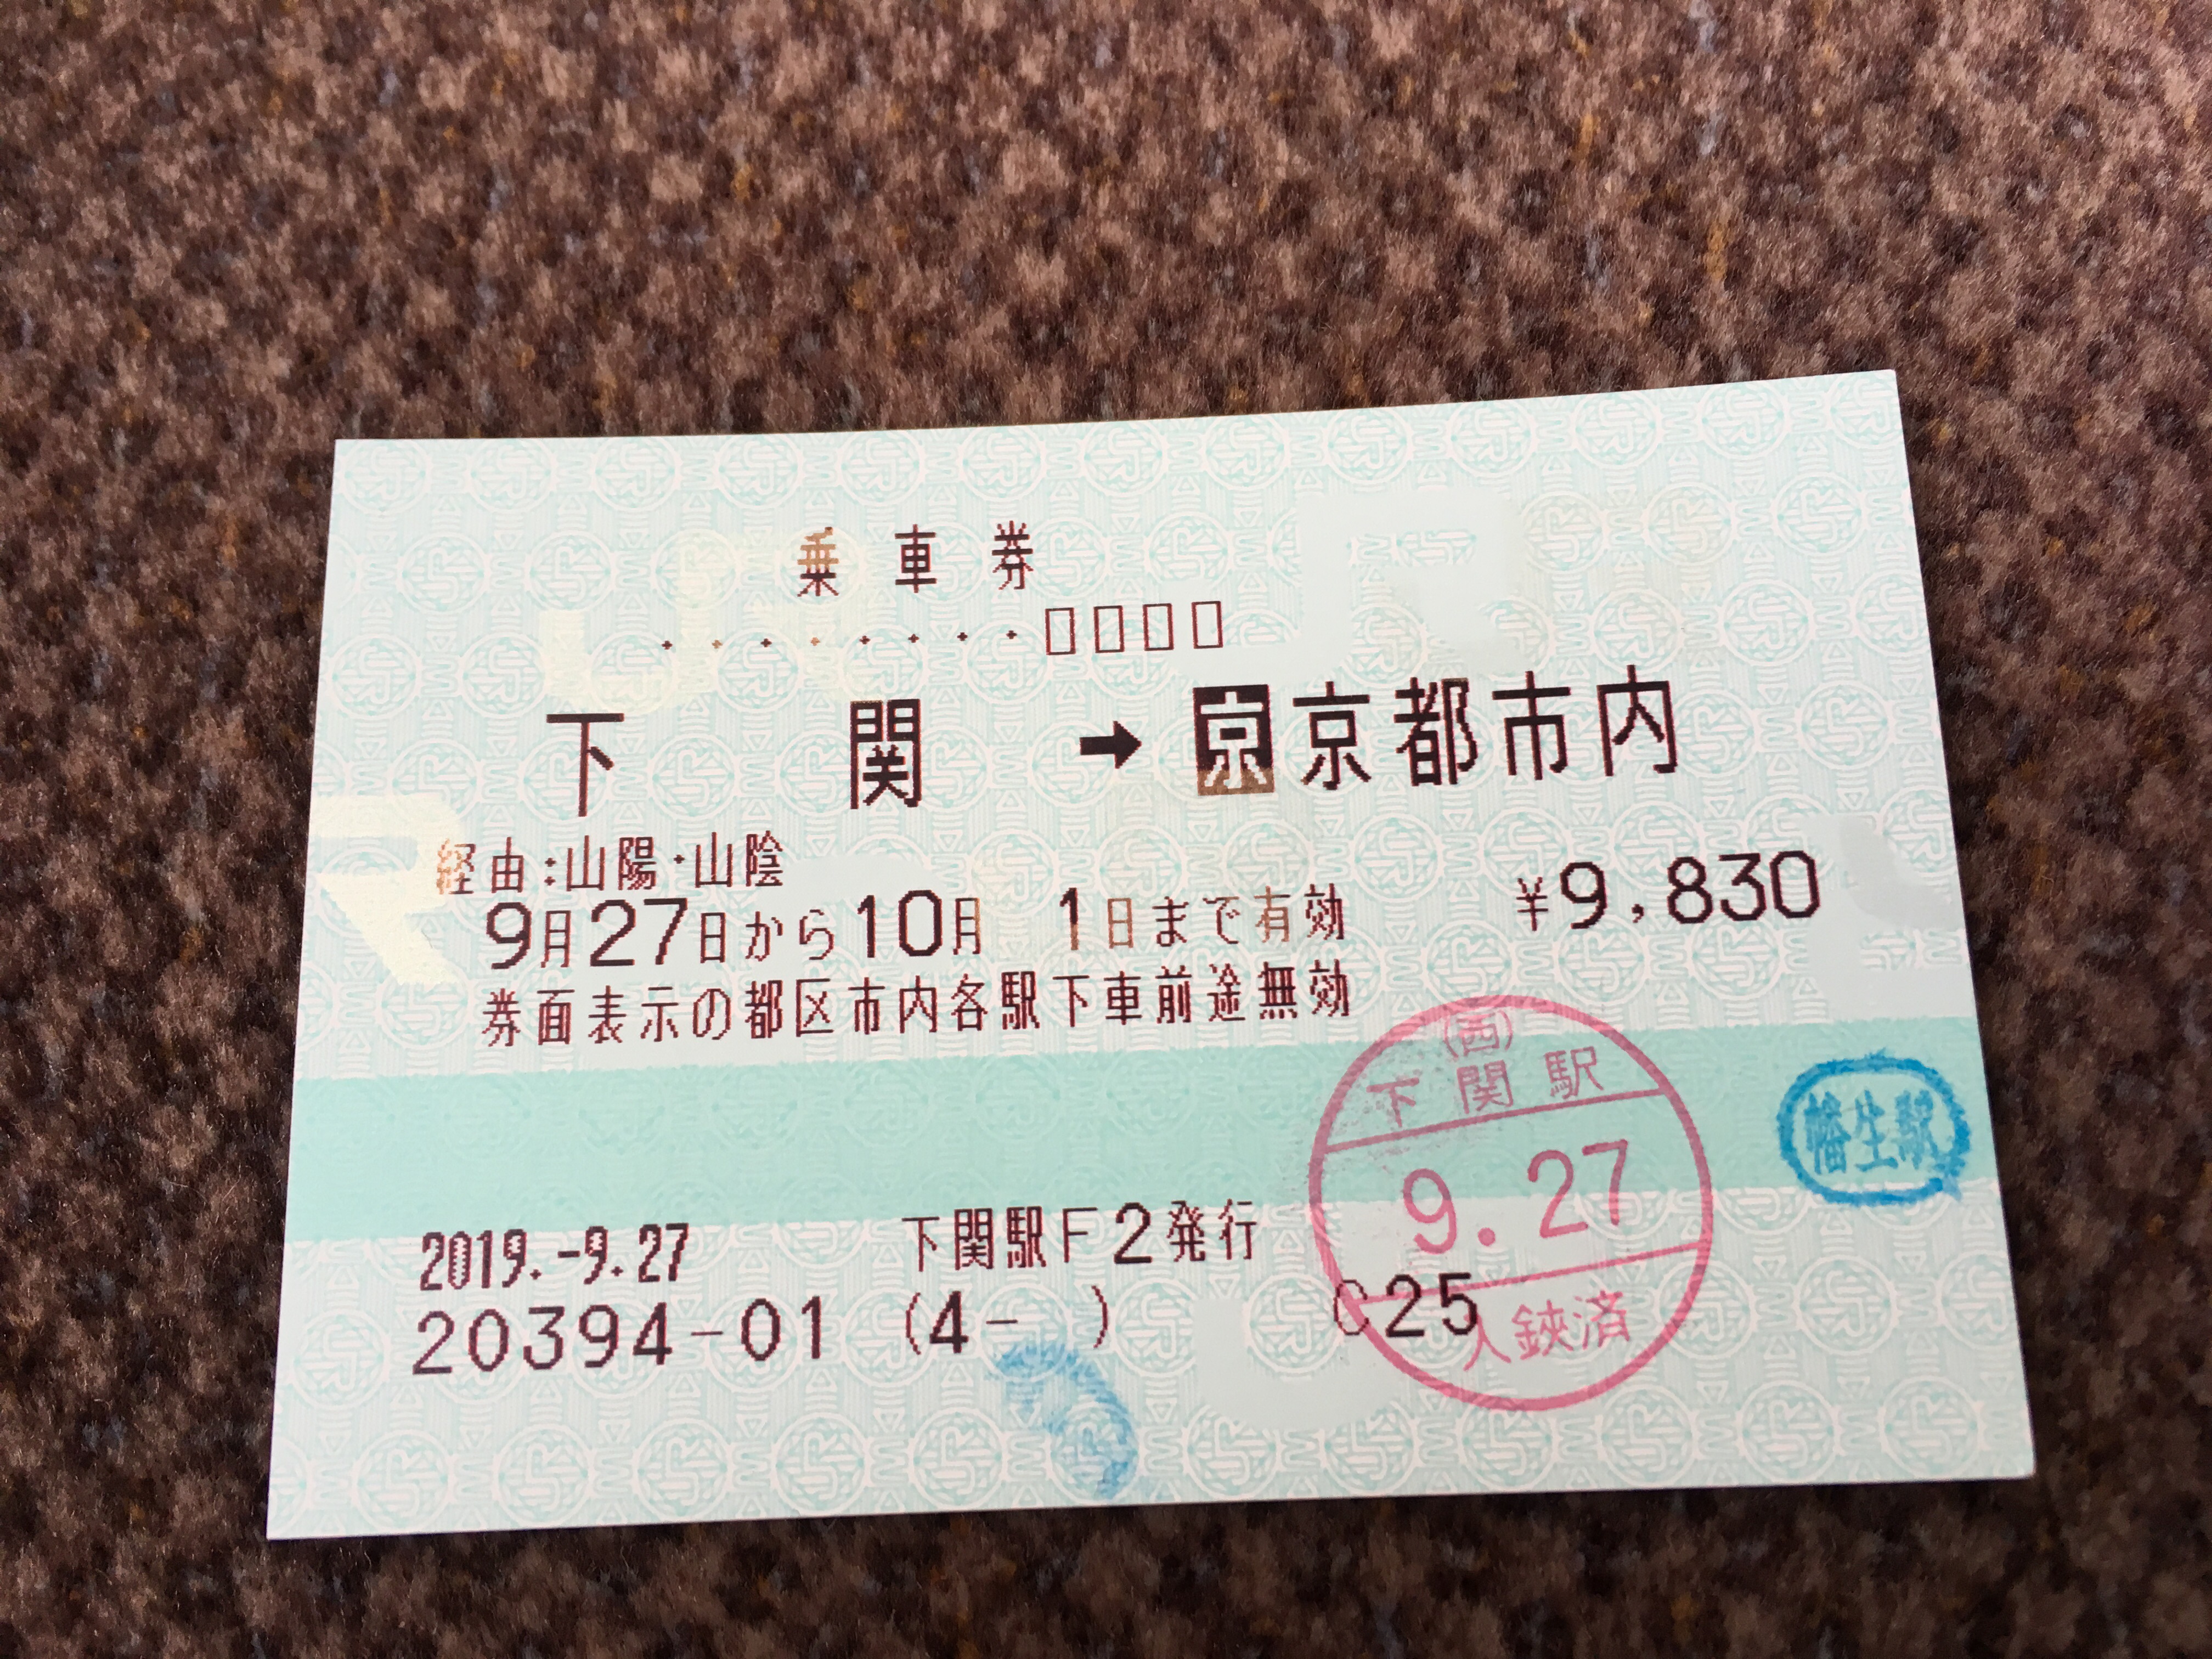 乗車券
・・・・・・・・□□□□
下関 → 京 京都市内
経由:山陽・山陰
9月27日から10月 1日まで有効 ¥9,830
券面表示の都区市内各駅下車前途無効
(西)
下関駅
9.27
入鋏済
幡生駅
2019.-9.27 下関駅F2発行
20394-01 (4- ) C25